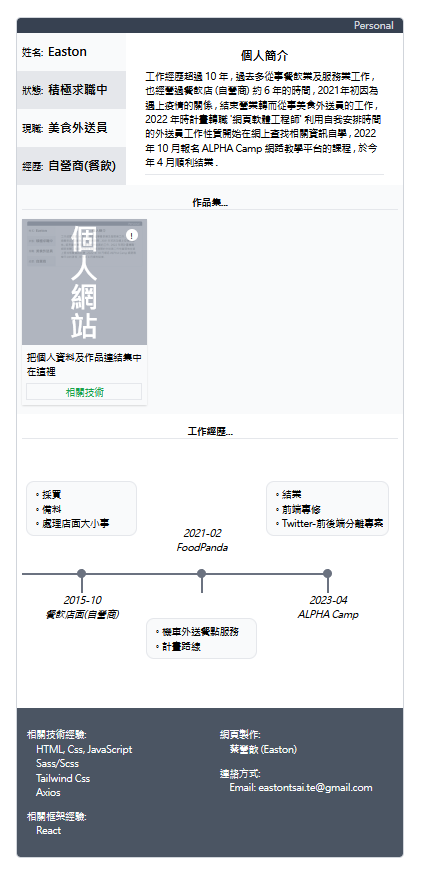 Personal
姓名: Easton
狀態: 積極求職中
現職: 美食外送員
經歷: 自營商(餐飲)
個人簡介
工作經歷超過 10 年 , 過去多從事餐飲業及服務業工作 ,
也經營過餐飲店 (自營商) 約 6 年的時間 , 2021年初因為
遇上疫情的關係 , 結束營業轉而從事美食外送員的工作 ,
2022 年時計畫轉職 '網頁軟體工程師' 利用自我安排時間
的外送員工作性質開始在網上查找相關資訊自學 , 2022
年 10 月報名 ALPHA Camp 網路教學平台的課程 , 於今
年 4 月順利結業 .
作品集...
個人網站
!
把個人資料及作品連結集中
在這裡
相關技術
工作經歷...
採買
備料
處理店面大小事
2015-10
餐飲店面(自營商)
2021-02
FoodPanda
機車外送餐點服務
計畫路線
結業
前端專修
Twitter-前後端分離專案
2023-04
ALPHA Camp
相關技術經驗:
HTML, Css, JavaScript
Sass/Scss
Tailwind Css
Axios
相關框架經驗:
React
網頁製作:
(Easton)
連絡方式:
Email: eastontsai.te@gmail.com